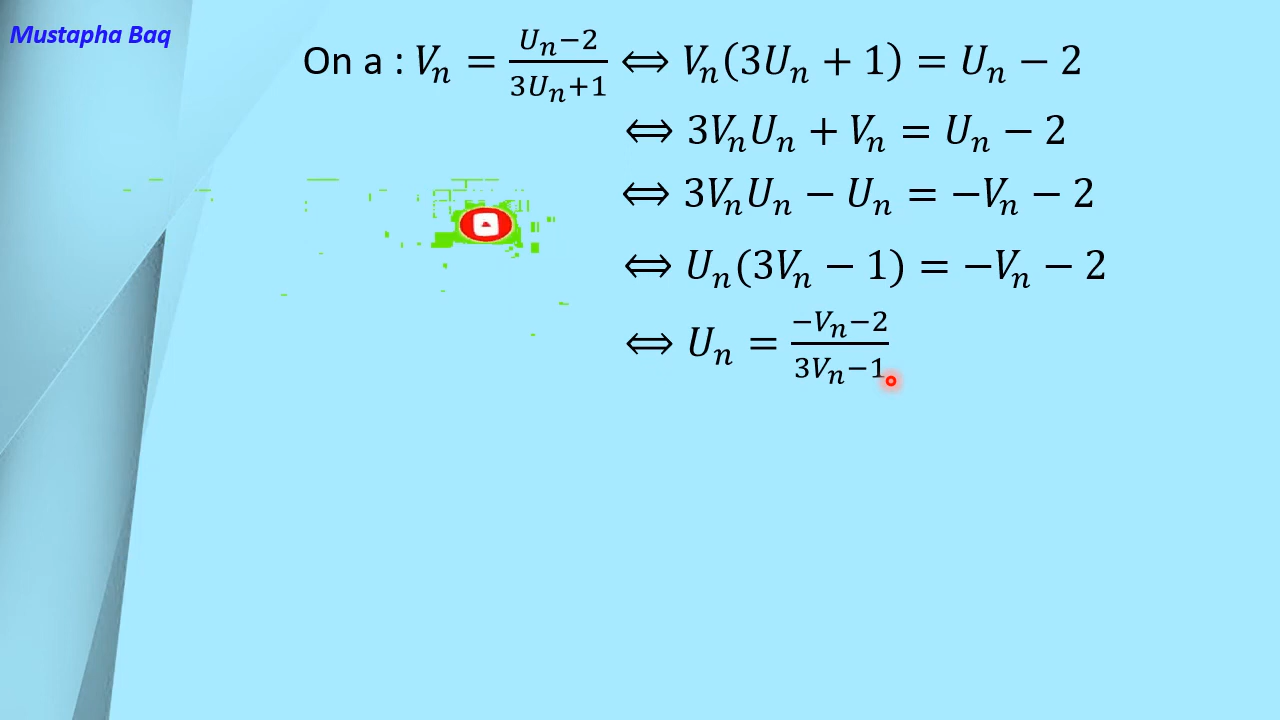 Mustapha Baq
On a : Vₙ = (Uₙ−2)/(3Uₙ+1) ⟺ Vₙ(3Uₙ + 1) = Uₙ − 2
⟺ 3VₙUₙ + Vₙ = Uₙ − 2
⟺ 3VₙUₙ − Uₙ = −Vₙ − 2
⟺ Uₙ(3Vₙ − 1) = −Vₙ − 2
⟺ Uₙ = (−Vₙ−2)/(3Vₙ−1)